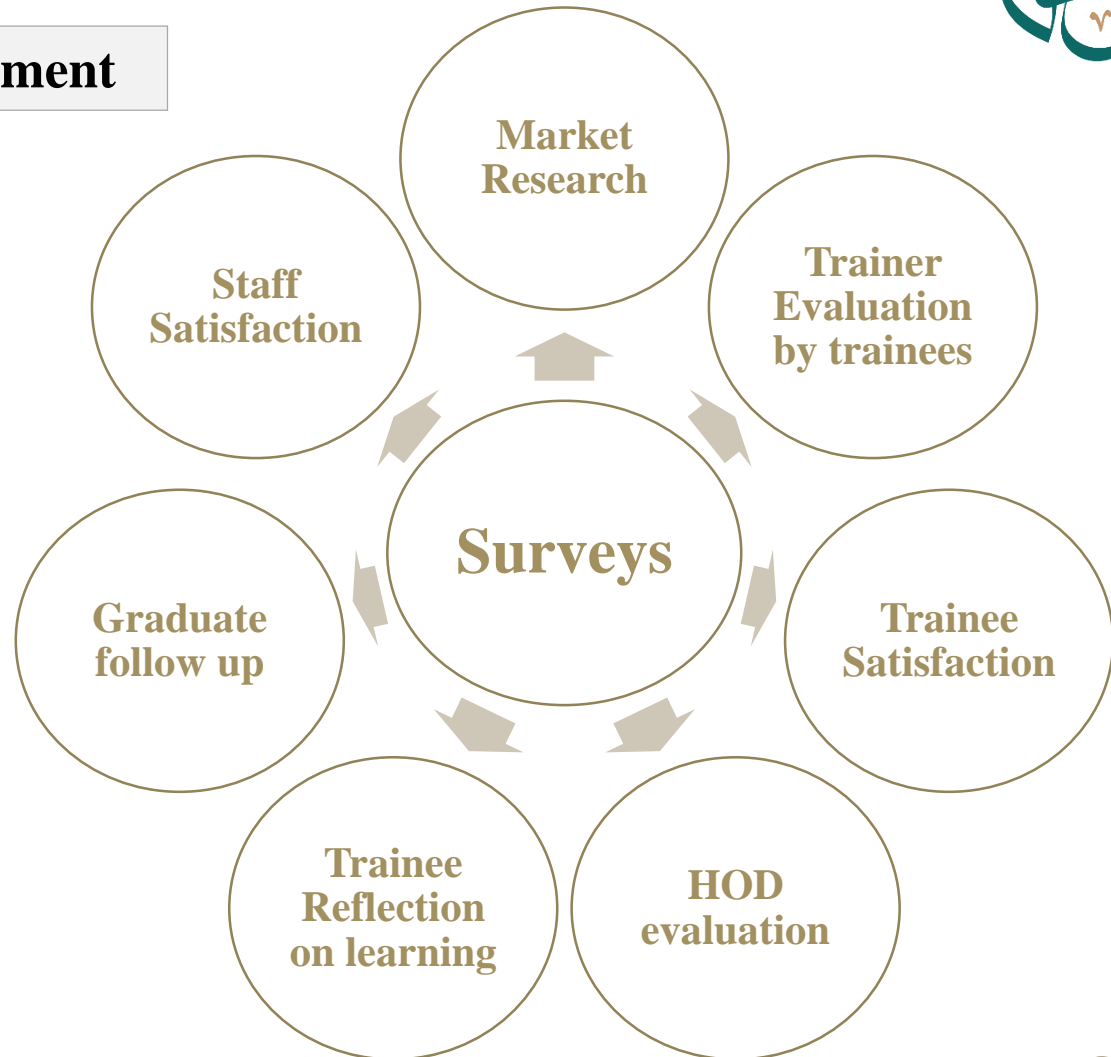 ment
Market
Research
Trainer
Evaluation
by trainees
Trainee
Satisfaction
HOD
evaluation
Trainee
Reflection
on learning
Graduate
follow up
Staff
Satisfaction
Surveys